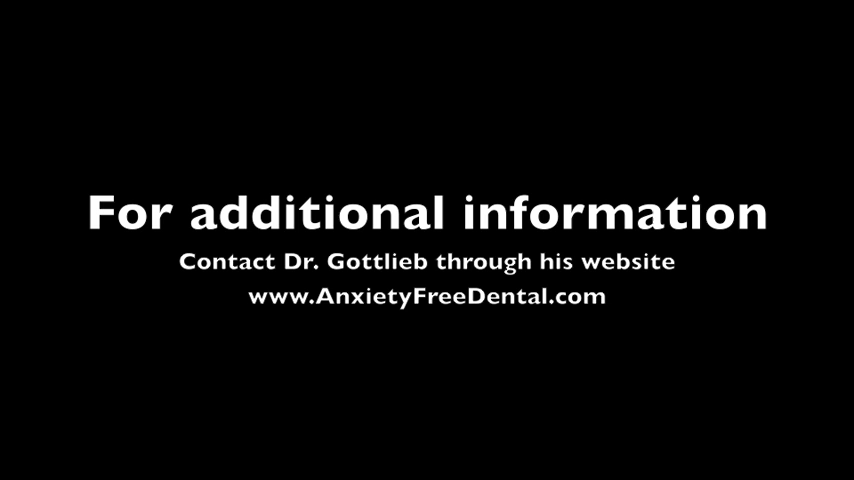 For additional information
Contact Dr. Gottlieb through his website
www.AnxietyFreeDental.com